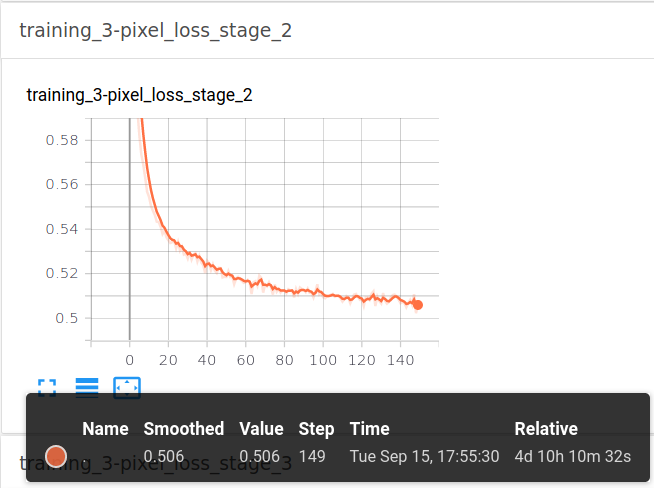 training_3-pixel_loss_stage_2
training_3-pixel_loss_stage_2
0.58
0.56
0.54
0.52
0.5
0 20 40 60 80 100 120 140
Name Smoothed Value Step Time Relative
. 0.506 0.506 149 Tue Sep 15, 17:55:30 4d 10h 10m 32s
training_3-pixel_loss_stage_3